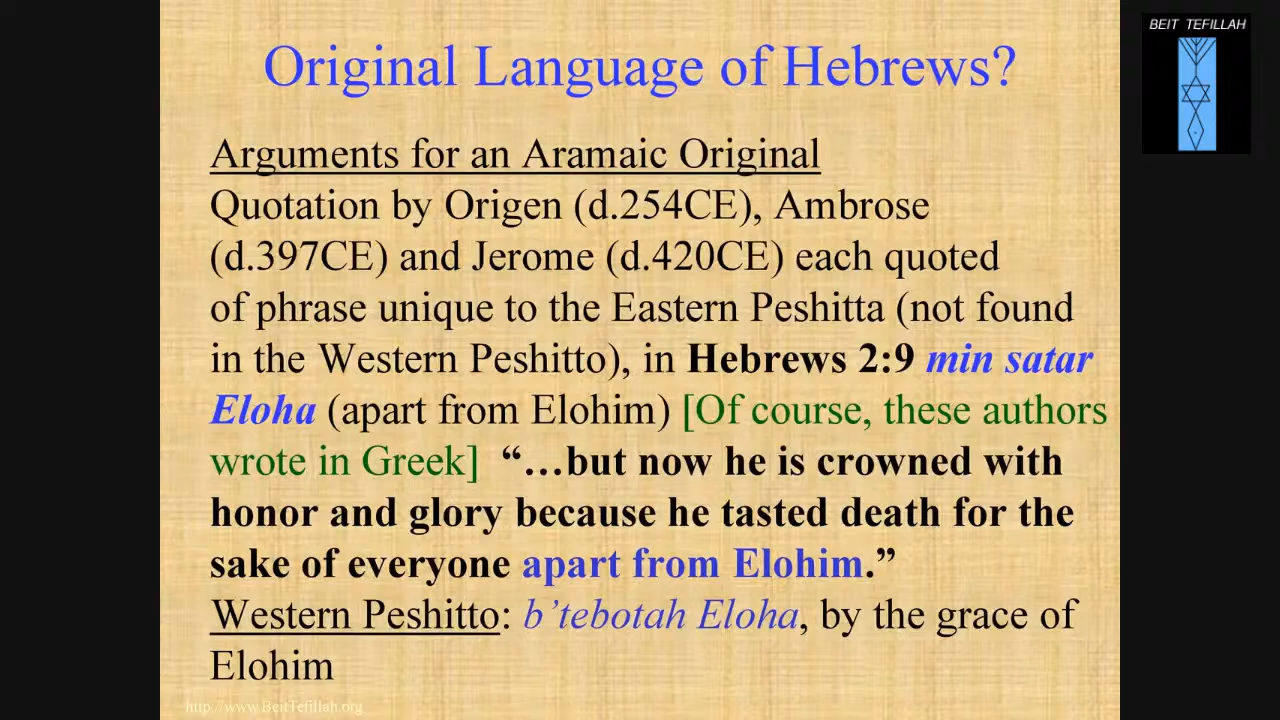 BEIT TEFILLAH
Original Language of Hebrews?
Arguments for an Aramaic Original
Quotation by Origen (d.254CE), Ambrose
(d.397CE) and Jerome (d.420CE) each quoted
of phrase unique to the Eastern Peshitta (not found
in the Western Peshitto), in Hebrews 2:9 min satar
Eloha (apart from Elohim) [Of course, these authors
wrote in Greek] “…but now he is crowned with
honor and glory because he tasted death for the
sake of everyone apart from Elohim.”
Western Peshitto: b’tebotah Eloha, by the grace of
Elohim
http://www.BeitTefillah.org